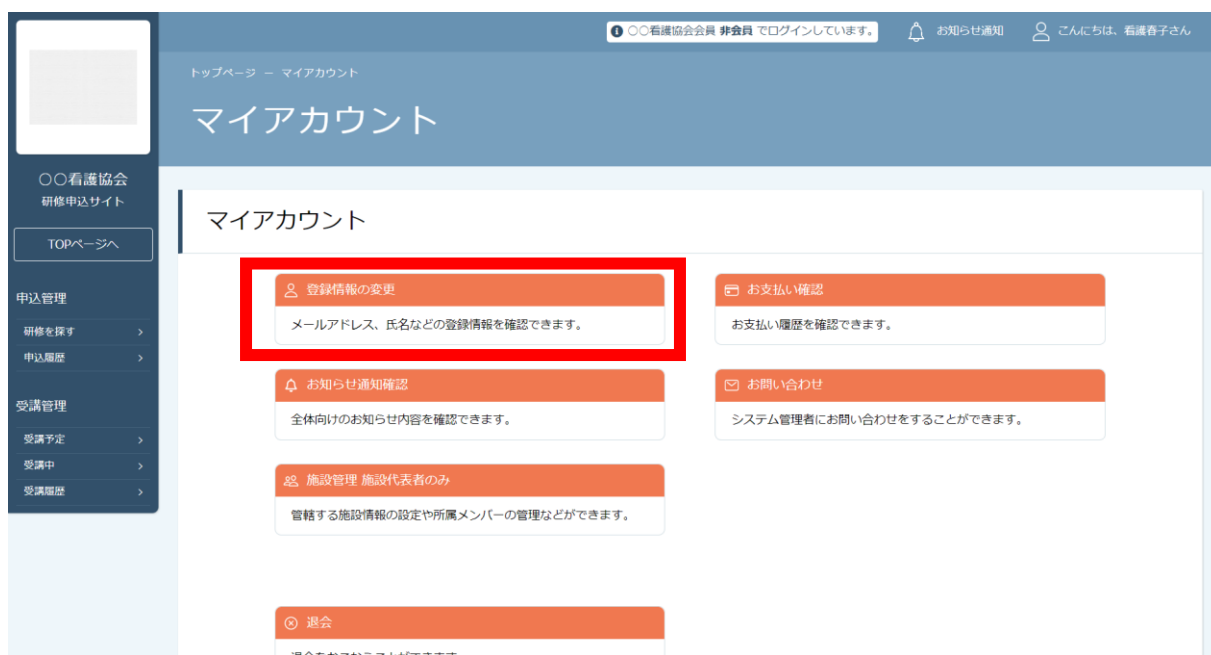 ○○看護協会会員 非会員 でログインしています。
お知らせ通知
こんにちは、看護春子さん
トップページ － マイアカウント
マイアカウント
○○看護協会
研修申込サイト
TOPページへ
申込管理
研修を探す
申込履歴
受講管理
受講予定
受講中
受講履歴
マイアカウント
登録情報の変更
メールアドレス、氏名などの登録情報を確認できます。
お支払い確認
お支払い履歴を確認できます。
お知らせ通知確認
全体向けのお知らせ内容を確認できます。
お問い合わせ
システム管理者にお問い合わせをすることができます。
施設管理 施設代表者のみ
管轄する施設情報の設定や所属メンバーの管理などができます。
退会